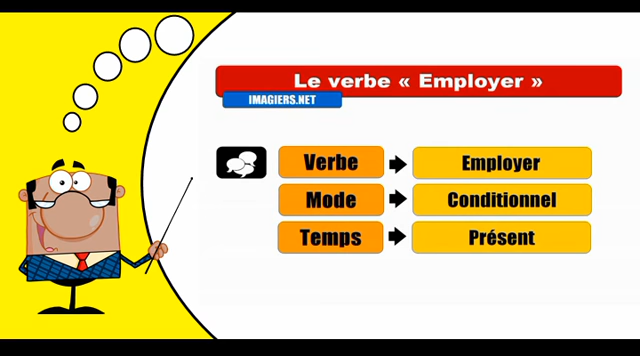 Le verbe « Employer »
IMAGIERS.NET
Verbe Employer
Mode Conditionnel
Temps Présent